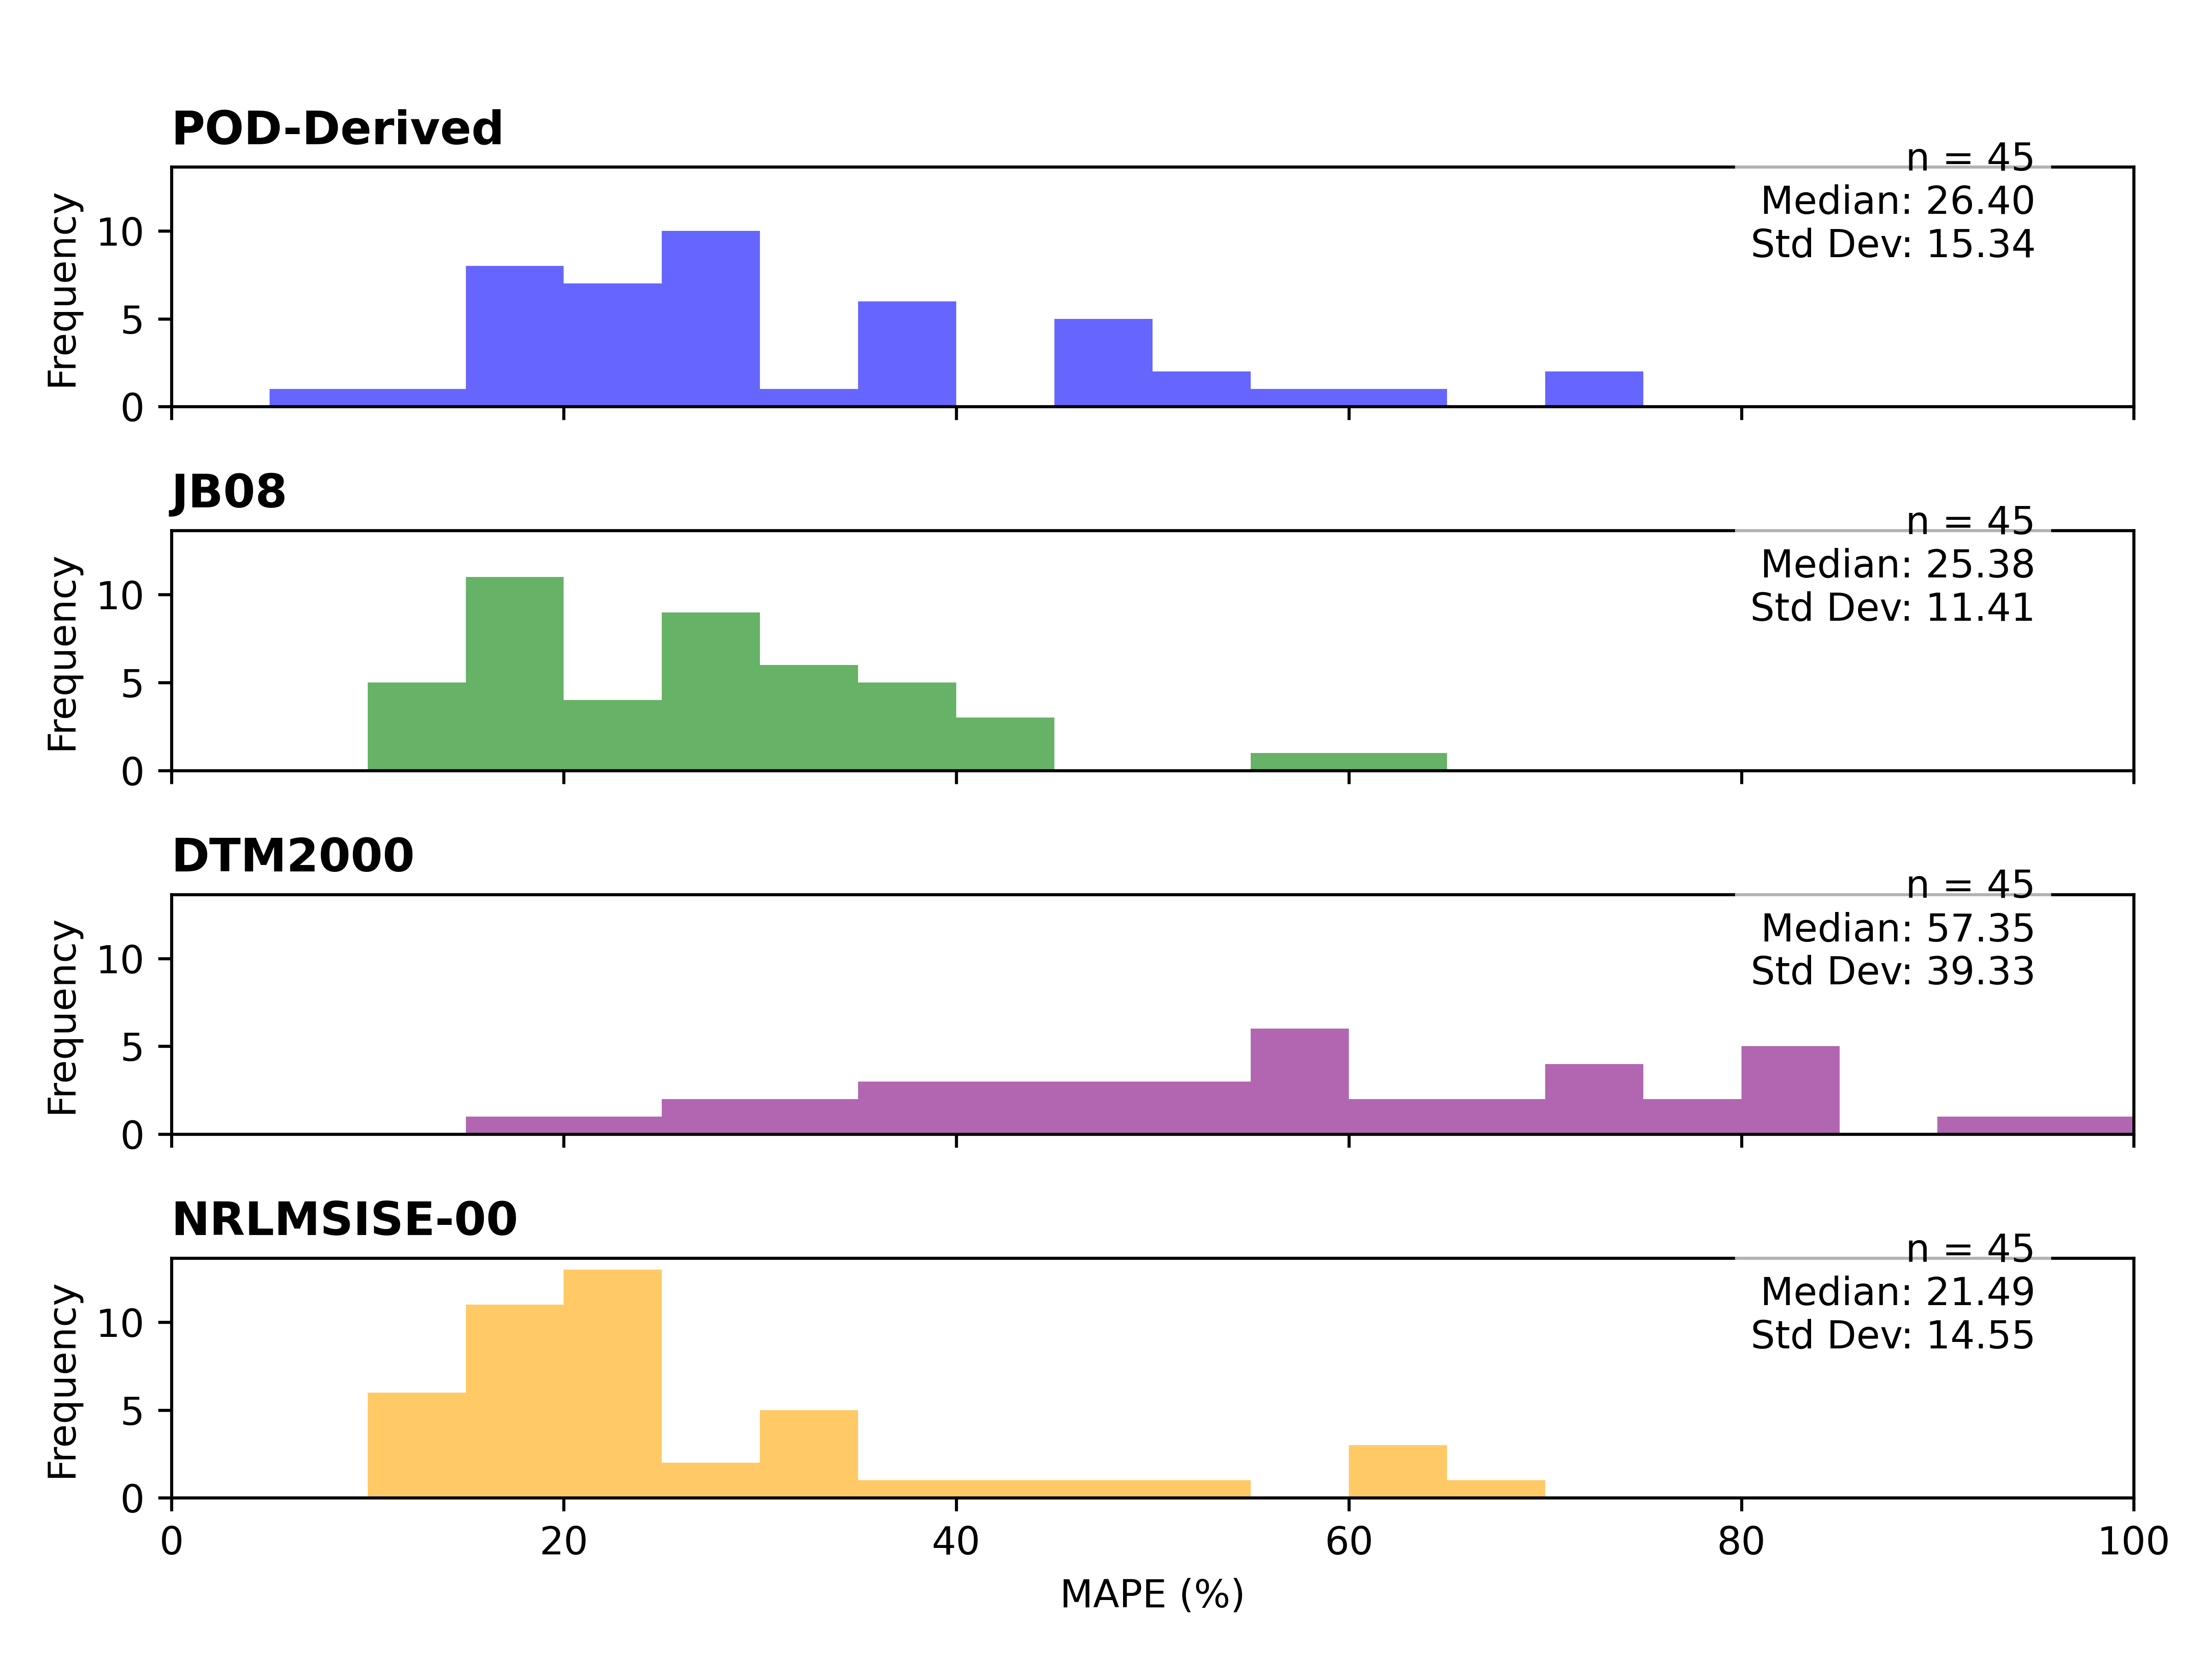 POD-Derived
n = 45
Median: 26.40
Std Dev: 15.34
Frequency
10
5
0
JB08
n = 45
Median: 25.38
Std Dev: 11.41
Frequency
10
5
0
DTM2000
n = 45
Median: 57.35
Std Dev: 39.33
Frequency
10
5
0
NRLMSISE-00
n = 45
Median: 21.49
Std Dev: 14.55
Frequency
10
5
0
0 20 40 60 80 100
MAPE (%)